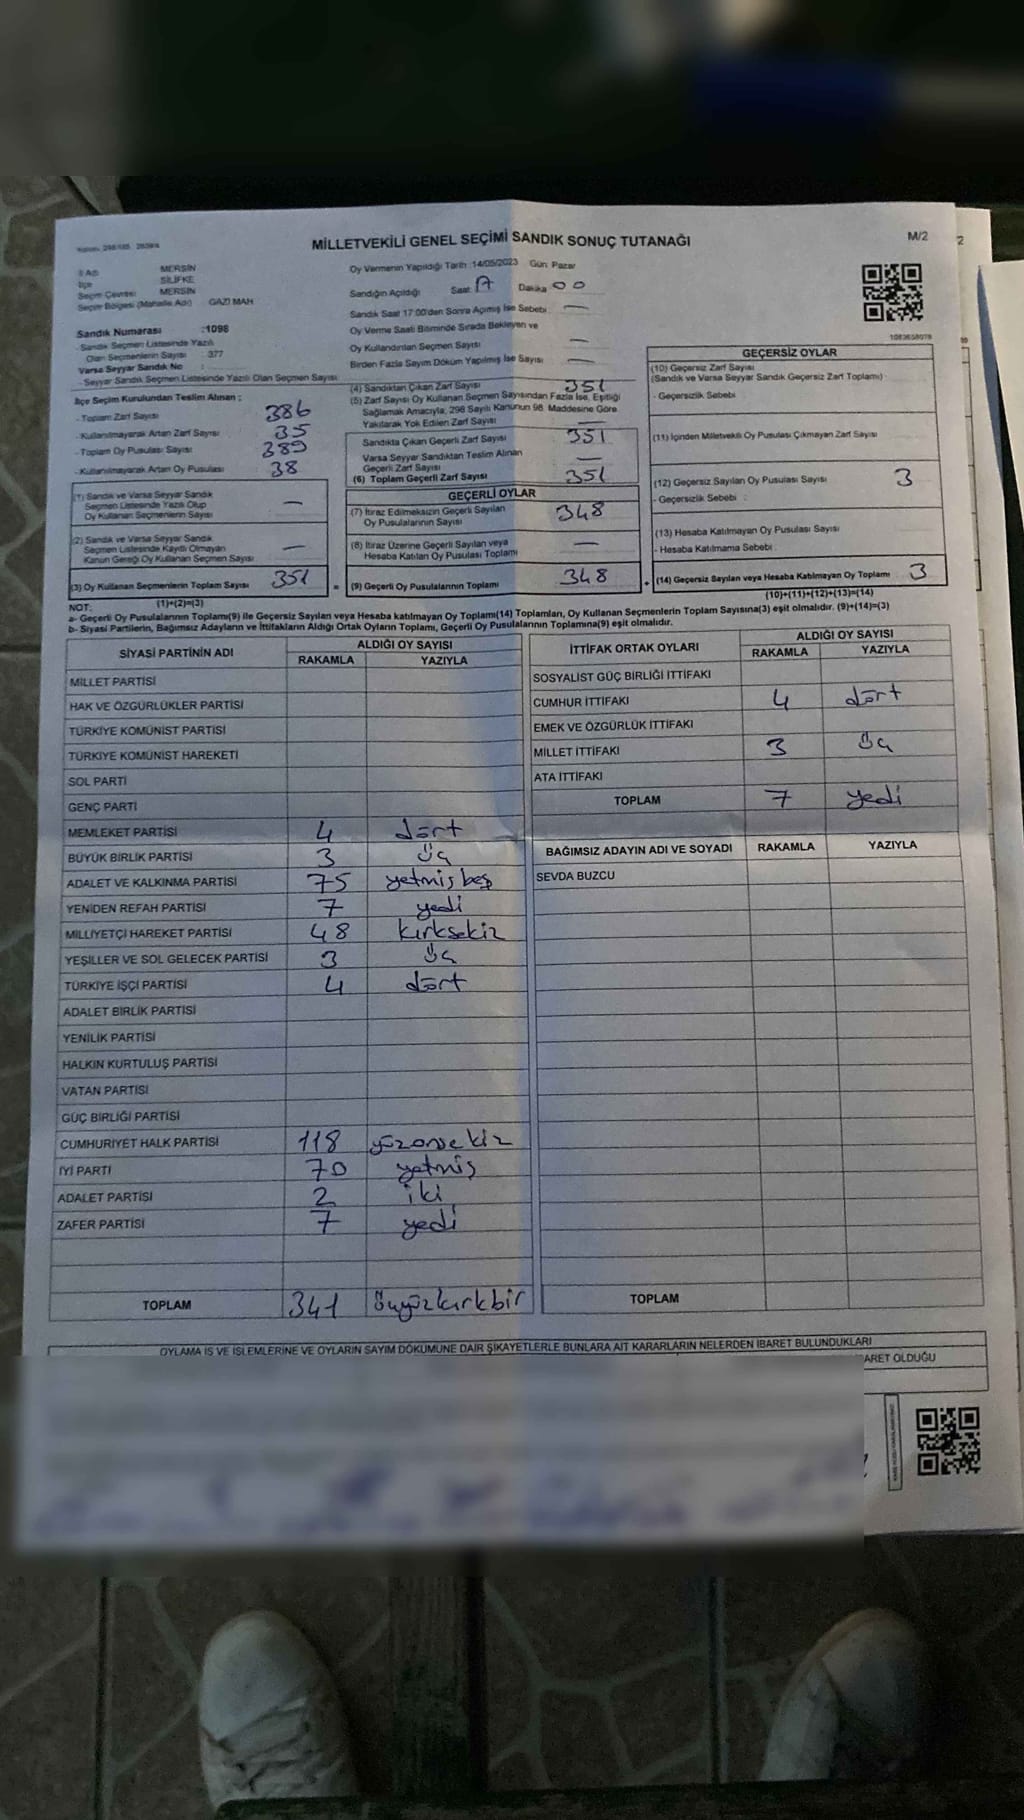 MİLLETVEKİLİ GENEL SEÇİMİ SANDIK SONUÇ TUTANAĞI
M/2
İl Adı MERSİN
İlçe SİLİFKE
Seçim Çevresi MERSİN
Seçim Bölgesi (Mahalle Adı) GAZİ MAH
Sandık Numarası :1098
- Sandık Seçmen Listesinde Yazılı
Olan Seçmenlerin Sayısı : 377
Varsa Seyyar Sandık No :
- Seyyar Sandık Seçmen Listesinde Yazılı Olan Seçmen Sayısı
İlçe Seçim Kurulundan Teslim Alınan :
- Toplam Zarf Sayısı 386
- Kullanılmayarak Artan Zarf Sayısı 35
- Toplam Oy Pusulası Sayısı 389
- Kullanılmayarak Artan Oy Pusulası 38
(1) Sandık ve Varsa Seyyar Sandık
Seçmen Listesinde Yazılı Olup
Oy Kullanan Seçmenlerin Sayısı —
(2) Sandık ve Varsa Seyyar Sandık
Seçmen Listesinde Kayıtlı Olmayan
Kanun Gereği Oy Kullanan Seçmen Sayısı —
(3) Oy Kullanan Seçmenlerin Toplam Sayısı 351 =
(1)+(2)=(3)
Oy Vermenin Yapıldığı Tarih :14/05/2023 Gün: Pazar
Sandığın Açıldığı Saat 17 Dakika 00
Sandık Saat 17:00'den Sonra Açımış İse Sebebi : —
Oy Verme Saati Bitiminde Sırada Bekleyen ve
Oy Kullandırılan Seçmen Sayısı —
Birden Fazla Sayım Döküm Yapılmış İse Sayısı —
(4) Sandıktan Çıkan Zarf Sayısı 351
(5) Zarf Sayısı Oy Kullanan Seçmen Sayısından Fazla İse, Eşitliği
Sağlamak Amacıyla, 298 Sayılı Kanunun 98. Maddesine Göre
Yakılarak Yok Edilen Zarf Sayısı —
Sandıkta Çıkan Geçerli Zarf Sayısı 351
Varsa Seyyar Sandıktan Teslim Alınan
Geçerli Zarf Sayısı —
(6) Toplam Geçerli Zarf Sayısı 351
GEÇERLİ OYLAR
(7) İtiraz Edilmeksizin Geçerli Sayılan
Oy Pusulalarının Sayısı 348
(8) İtiraz Üzerine Geçerli Sayılan veya
Hesaba Katılan Oy Pusulası Toplamı —
(9) Geçerli Oy Pusulalarının Toplamı 348 +
GEÇERSİZ OYLAR
(10) Geçersiz Zarf Sayısı
(Sandık ve Varsa Seyyar Sandık Geçersiz Zarf Toplamı)
- Geçersizlik Sebebi :
(11) İçinden Milletvekili Oy Pusulası Çıkmayan Zarf Sayısı
(12) Geçersiz Sayılan Oy Pusulası Sayısı 3
- Geçersizlik Sebebi :
(13) Hesaba Katılmayan Oy Pusulası Sayısı
- Hesaba Katılmama Sebebi :
(14) Geçersiz Sayılan veya Hesaba Katılmayan Oy Toplamı 3
(10)+(11)+(12)+(13)=(14)
NOT:
a- Geçerli Oy Pusulalarının Toplamı(9) ile Geçersiz Sayılan veya Hesaba katılmayan Oy Toplamı(14) Toplamları, Oy Kullanan Seçmenlerin Toplam Sayısına(3) eşit olmalıdır. (9)+(14)=(3)
b- Siyasi Partilerin, Bağımsız Adayların ve İttifakların Aldığı Ortak Oyların Toplamı, Geçerli Oy Pusulalarının Toplamına(9) eşit olmalıdır.
SİYASİ PARTİNİN ADI ALDIĞI OY SAYISI
RAKAMLA YAZIYLA
MİLLET PARTİSİ
HAK VE ÖZGÜRLÜKLER PARTİSİ
TÜRKİYE KOMÜNİST PARTİSİ
TÜRKİYE KOMÜNİST HAREKETİ
SOL PARTİ
GENÇ PARTİ
MEMLEKET PARTİSİ 4 dört
BÜYÜK BİRLİK PARTİSİ 3 üç
ADALET VE KALKINMA PARTİSİ 75 yetmiş beş
YENİDEN REFAH PARTİSİ 7 yedi
MİLLİYETÇİ HAREKET PARTİSİ 48 kırksekiz
YEŞİLLER VE SOL GELECEK PARTİSİ 3 üç
TÜRKİYE İŞÇİ PARTİSİ 4 dört
ADALET BİRLİK PARTİSİ
YENİLİK PARTİSİ
HALKIN KURTULUŞ PARTİSİ
VATAN PARTİSİ
GÜÇ BİRLİĞİ PARTİSİ
CUMHURİYET HALK PARTİSİ 118 yüzonsekiz
İYİ PARTİ 70 yetmiş
ADALET PARTİSİ 2 iki
ZAFER PARTİSİ 7 yedi
TOPLAM 341 üçyüzkırkbir
İTTİFAK ORTAK OYLARI ALDIĞI OY SAYISI
RAKAMLA YAZIYLA
SOSYALİST GÜÇ BİRLİĞİ İTTİFAKI
CUMHUR İTTİFAKI 4 dört
EMEK VE ÖZGÜRLÜK İTTİFAKI
MİLLET İTTİFAKI 3 üç
ATA İTTİFAKI
TOPLAM 7 yedi
BAĞIMSIZ ADAYIN ADI VE SOYADI RAKAMLA YAZIYLA
SEVDA BUZCU
TOPLAM
OYLAMA İŞ VE İŞLEMLERİNE VE OYLARIN SAYIM DÖKÜMÜNE DAİR ŞİKAYETLERLE BUNLARA AİT KARARLARIN NELERDEN İBARET BULUNDUKLARI
ARET OLDUĞU